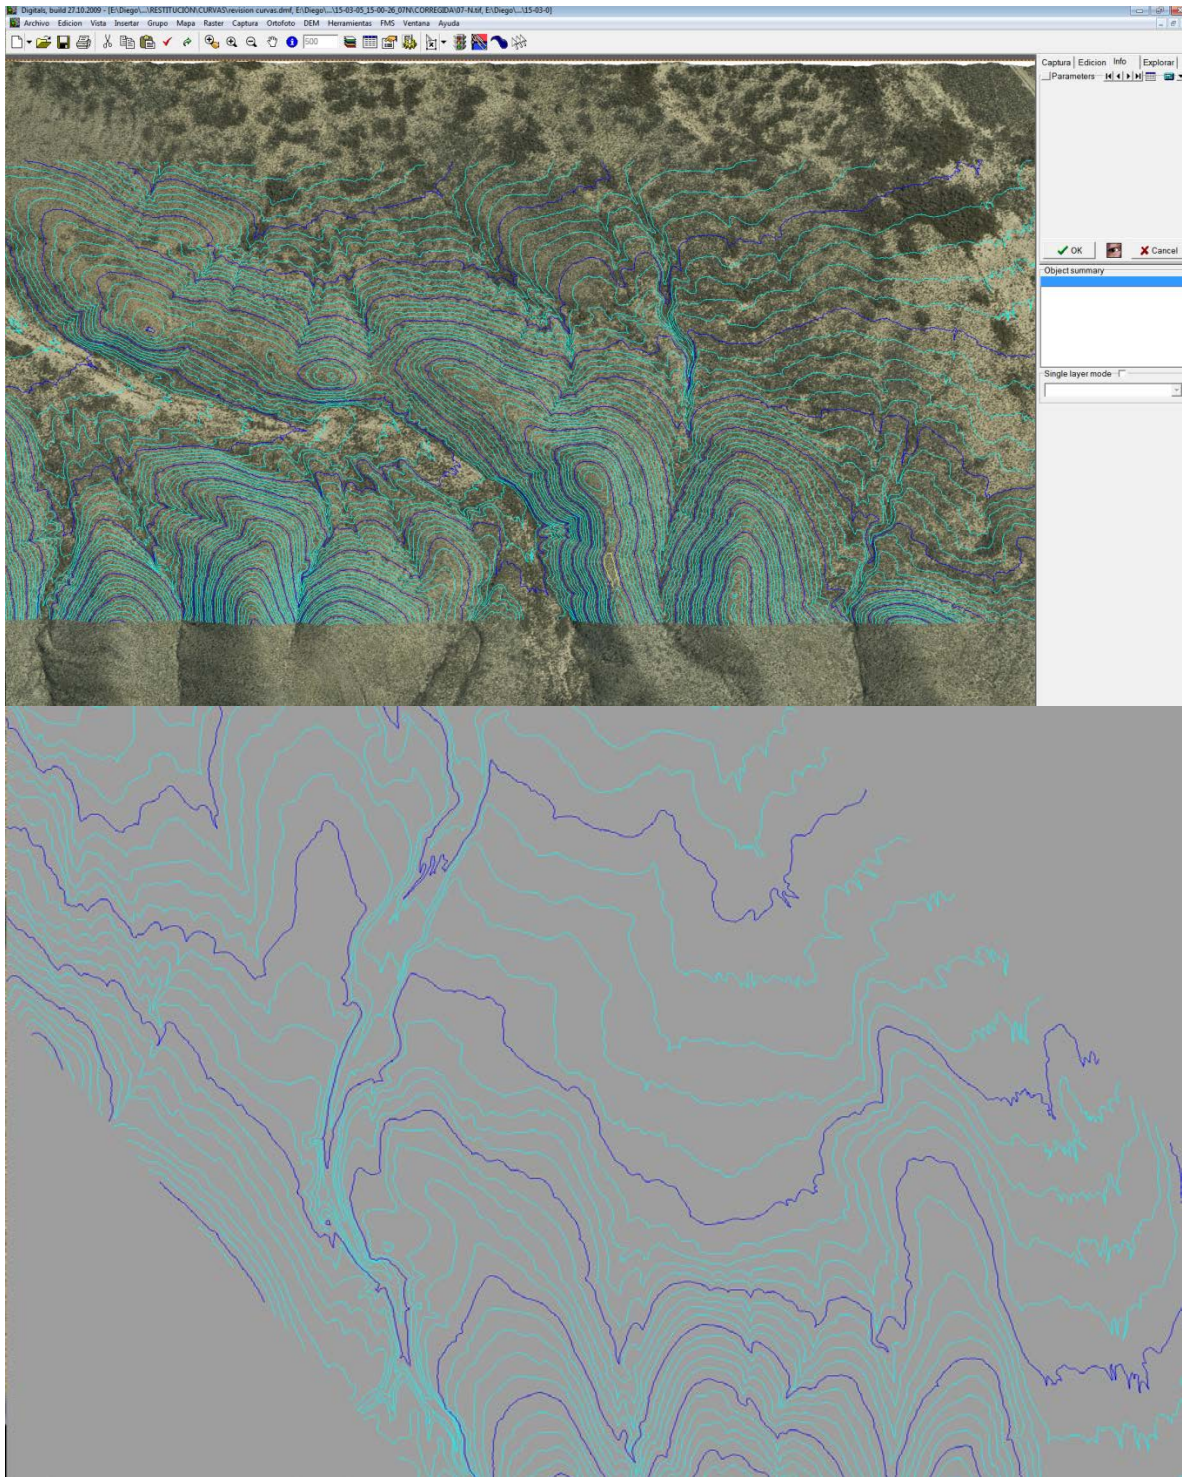 Digitals, build 27.10.2009 - [E:\Diego\...\RESTITUCION\CURVAS\revision curvas.dmf, E:\Diego\...\15-03-05_15-00-26_07N\CORREGIDA\07-N.tif, E:\Diego\...\15-03-0]
Archivo Edicion Vista Insertar Grupo Mapa Raster Captura Ortofoto DEM Herramientas FMS Ventana Ayuda
500
Captura Edicion Info Explorar
Parameters
OK Cancel
Object summary
Single layer mode